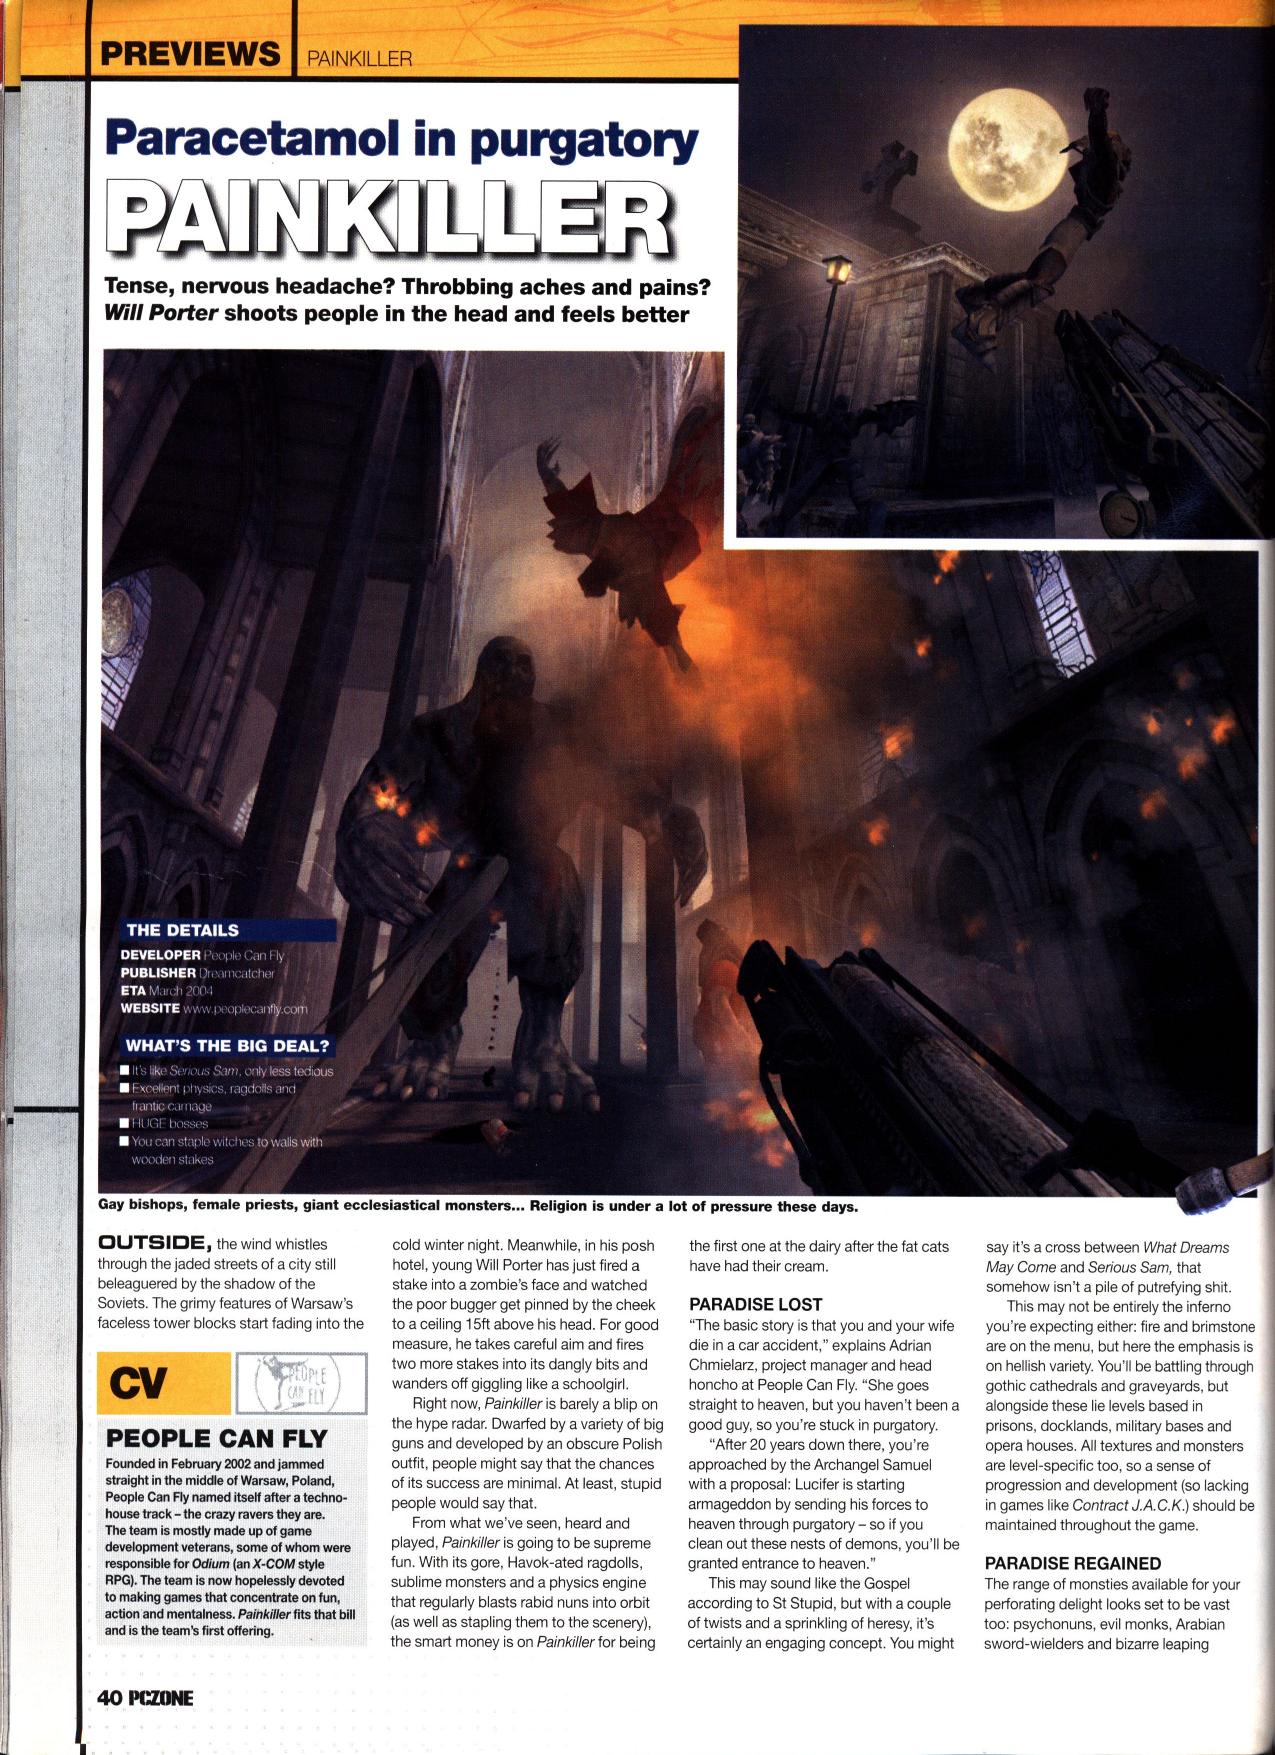 PREVIEWS PAINKILLER
Paracetamol in purgatory
PAINKILLER
Tense, nervous headache? Throbbing aches and pains?
Will Porter shoots people in the head and feels better
THE DETAILS
DEVELOPER People Can Fly
PUBLISHER Dreamcatcher
ETA March 2004
WEBSITE www.peoplecanfly.com
WHAT'S THE BIG DEAL?
It's like Serious Sam, only less tedious
Excellent physics, ragdolls and
frantic carnage
HUGE bosses
You can staple witches to walls with
wooden stakes
Gay bishops, female priests, giant ecclesiastical monsters... Religion is under a lot of pressure these days.
OUTSIDE, the wind whistles
through the jaded streets of a city still
beleaguered by the shadow of the
Soviets. The grimy features of Warsaw's
faceless tower blocks start fading into the
CV
PEOPLE
CAN FLY
PEOPLE CAN FLY
Founded in February 2002 and jammed
straight in the middle of Warsaw, Poland,
People Can Fly named itself after a techno-
house track – the crazy ravers they are.
The team is mostly made up of game
development veterans, some of whom were
responsible for Odium (an X-COM style
RPG). The team is now hopelessly devoted
to making games that concentrate on fun,
action and mentalness. Painkiller fits that bill
and is the team's first offering.
cold winter night. Meanwhile, in his posh
hotel, young Will Porter has just fired a
stake into a zombie's face and watched
the poor bugger get pinned by the cheek
to a ceiling 15ft above his head. For good
measure, he takes careful aim and fires
two more stakes into its dangly bits and
wanders off giggling like a schoolgirl.
Right now, Painkiller is barely a blip on
the hype radar. Dwarfed by a variety of big
guns and developed by an obscure Polish
outfit, people might say that the chances
of its success are minimal. At least, stupid
people would say that.
From what we've seen, heard and
played, Painkiller is going to be supreme
fun. With its gore, Havok-ated ragdolls,
sublime monsters and a physics engine
that regularly blasts rabid nuns into orbit
(as well as stapling them to the scenery),
the smart money is on Painkiller for being
the first one at the dairy after the fat cats
have had their cream.
PARADISE LOST
“The basic story is that you and your wife
die in a car accident,” explains Adrian
Chmielarz, project manager and head
honcho at People Can Fly. “She goes
straight to heaven, but you haven't been a
good guy, so you're stuck in purgatory.
“After 20 years down there, you're
approached by the Archangel Samuel
with a proposal: Lucifer is starting
armageddon by sending his forces to
heaven through purgatory – so if you
clean out these nests of demons, you'll be
granted entrance to heaven.”
This may sound like the Gospel
according to St Stupid, but with a couple
of twists and a sprinkling of heresy, it's
certainly an engaging concept. You might
say it's a cross between What Dreams
May Come and Serious Sam, that
somehow isn't a pile of putrefying shit.
This may not be entirely the inferno
you're expecting either: fire and brimstone
are on the menu, but here the emphasis is
on hellish variety. You'll be battling through
gothic cathedrals and graveyards, but
alongside these lie levels based in
prisons, docklands, military bases and
opera houses. All textures and monsters
are level-specific too, so a sense of
progression and development (so lacking
in games like Contract J.A.C.K.) should be
maintained throughout the game.
PARADISE REGAINED
The range of monsties available for your
perforating delight looks set to be vast
too: psychonuns, evil monks, Arabian
sword-wielders and bizarre leaping
40 PCZONE